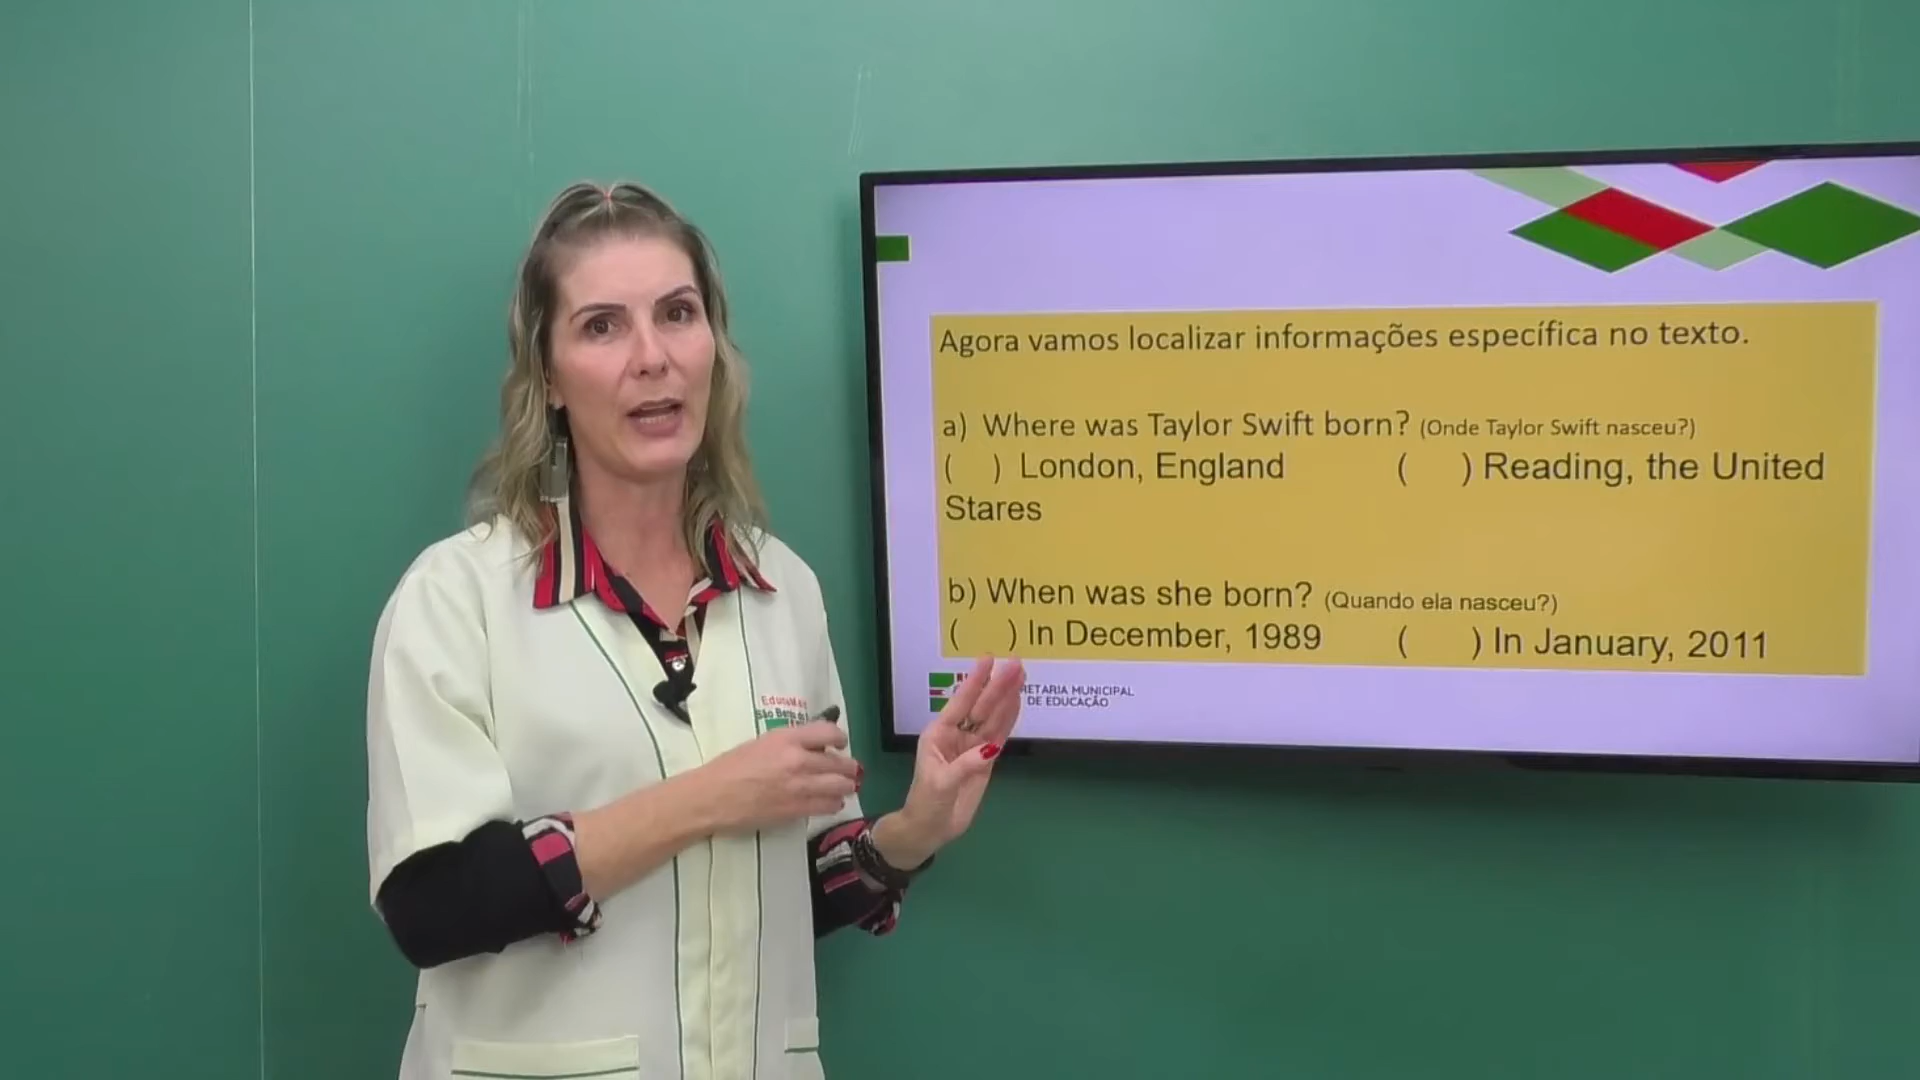 Agora vamos localizar informações específica no texto.
a) Where was Taylor Swift born? (Onde Taylor Swift nasceu?)
( ) London, England ( ) Reading, the United
Stares
b) When was she born? (Quando ela nasceu?)
( ) In December, 1989 ( ) In January, 2011
MUNICIPAL
DE EDUCAÇÃO
São